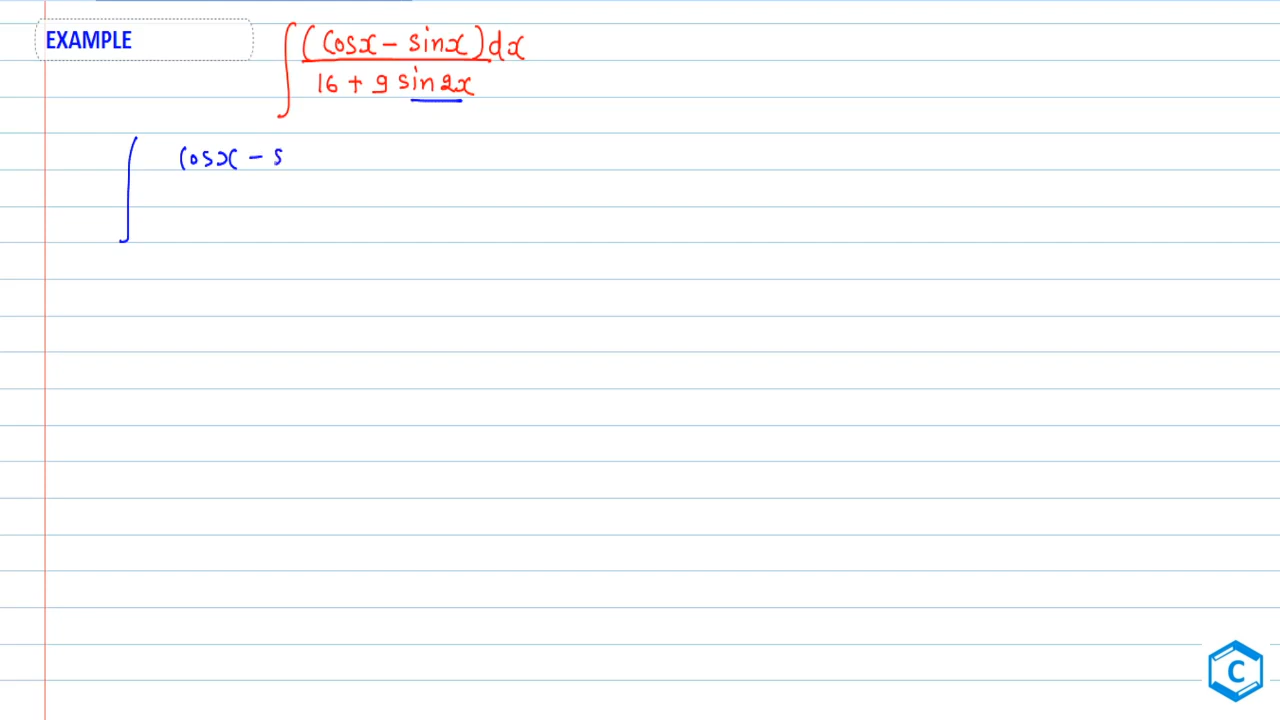 EXAMPLE
∫ (cosx - sinx)dx
16 + 9 sin2x
∫ cosx - s
C